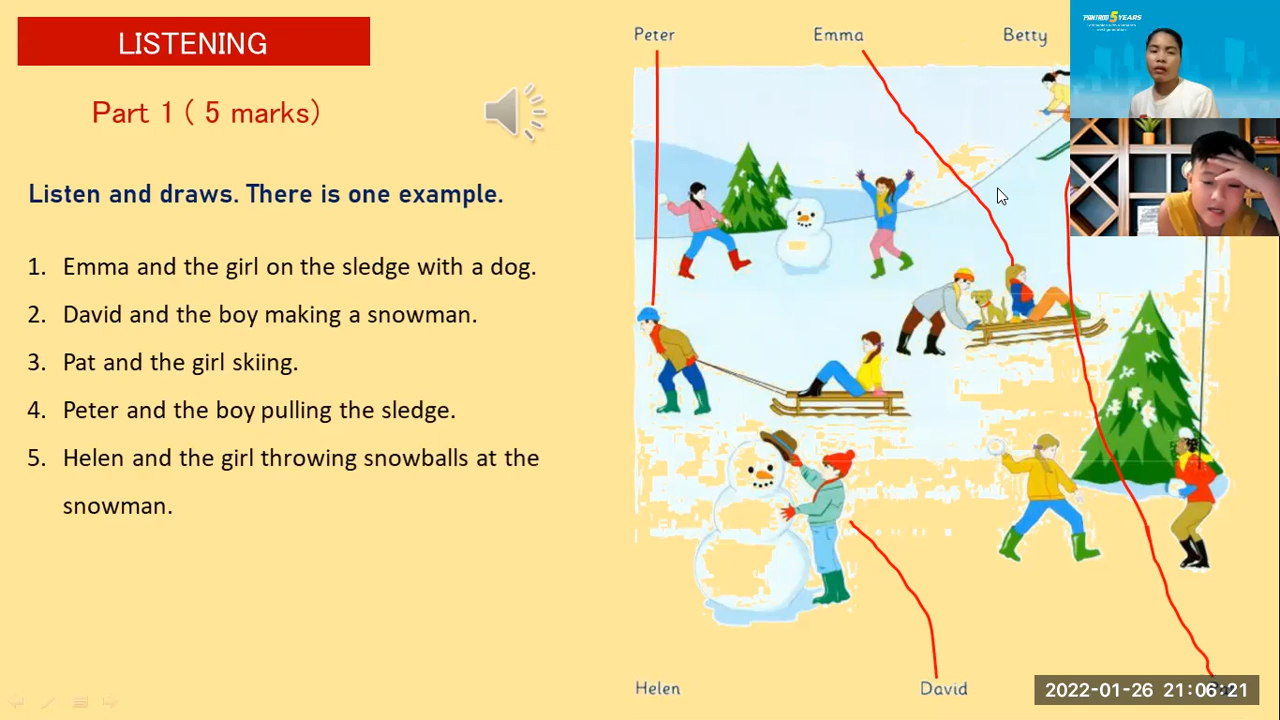 LISTENING
Part 1 ( 5 marks)
Listen and draws. There is one example.
1. Emma and the girl on the sledge with a dog.
2. David and the boy making a snowman.
3. Pat and the girl skiing.
4. Peter and the boy pulling the sledge.
5. Helen and the girl throwing snowballs at the
snowman.
Peter Emma Betty
5 YEARS
Helen David
2022-01-26 21:06:21